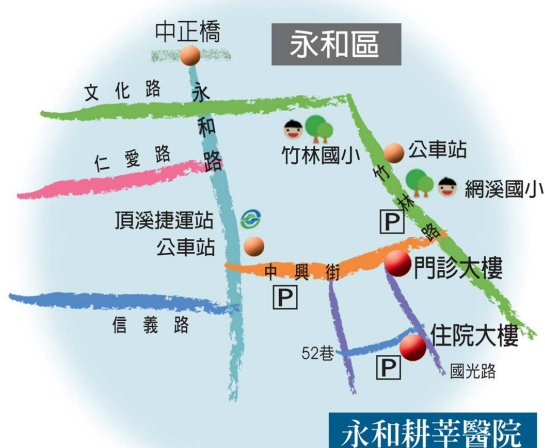 中正橋
永和區
文化路
永和路
仁愛路
竹林國小
公車站
竹林路
網溪國小
頂溪捷運站
公車站
P
中興街
門診大樓
P
信義路
住院大樓
52巷
P
國光路
永和耕莘醫院